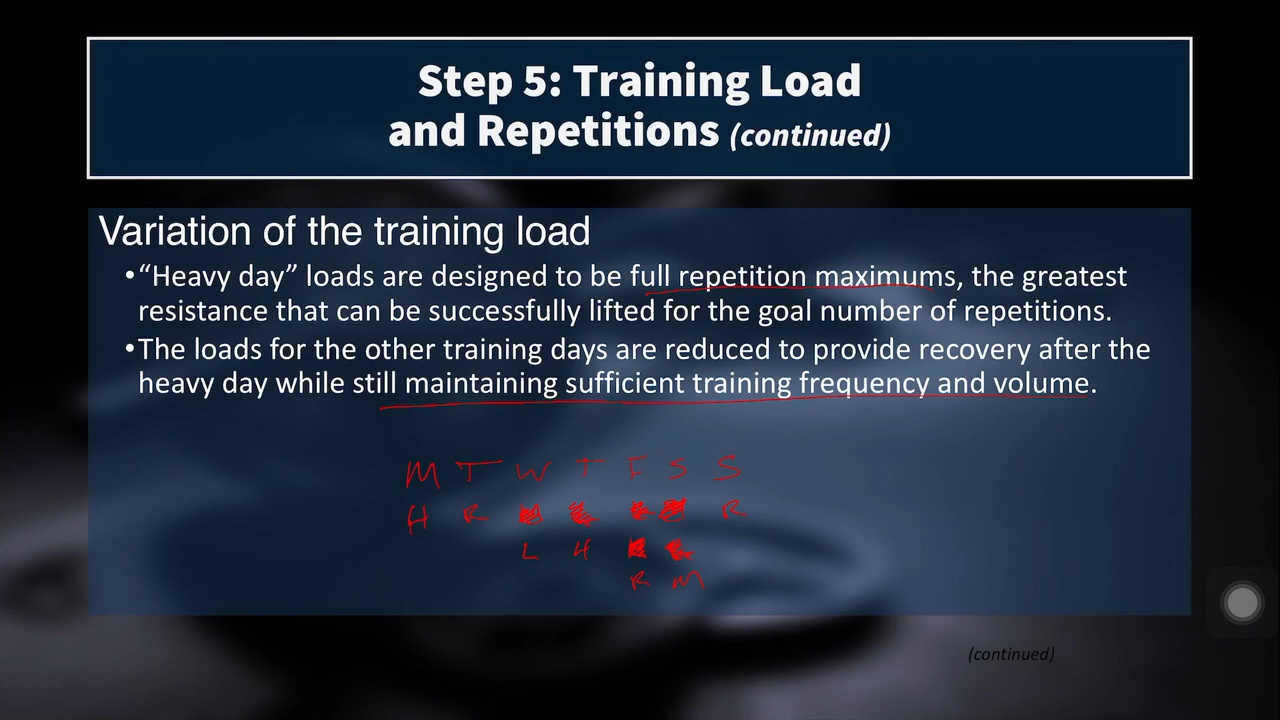 Step 5: Training Load
and Repetitions (continued)
Variation of the training load
•“Heavy day” loads are designed to be full repetition maximums, the greatest
resistance that can be successfully lifted for the goal number of repetitions.
•The loads for the other training days are reduced to provide recovery after the
heavy day while still maintaining sufficient training frequency and volume.
M T W T F S S
H R R
L H
R M
(continued)